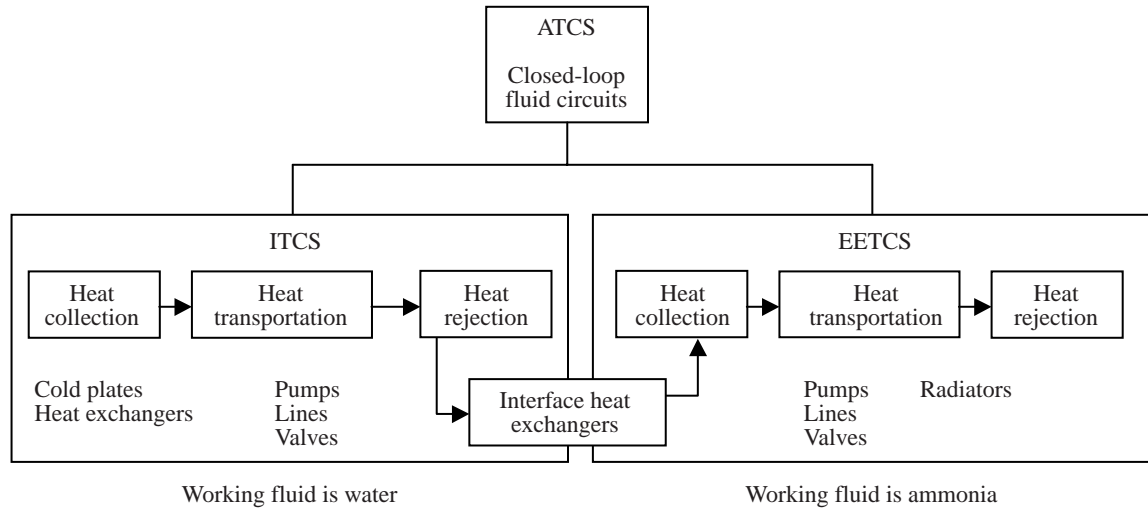 ATCS
Closed-loop
fluid circuits
ITCS
Heat
collection
Heat
transportation
Heat
rejection
Cold plates
Heat exchangers
Pumps
Lines
Valves
Interface heat
exchangers
EETCS
Heat
collection
Heat
transportation
Heat
rejection
Pumps
Lines
Valves
Radiators
Working fluid is water
Working fluid is ammonia